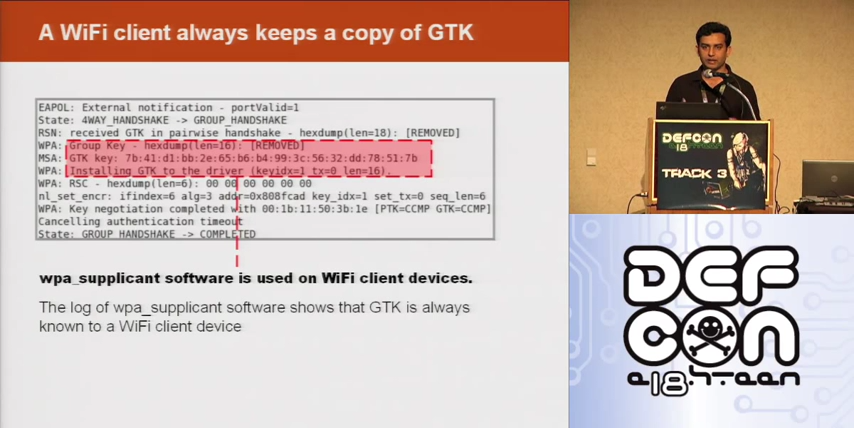 A WiFi client always keeps a copy of GTK
EAPOL: External notification - portValid=1
State: 4WAY_HANDSHAKE -> GROUP_HANDSHAKE
RSN: received GTK in pairwise handshake - hexdump(len=18): [REMOVED]
WPA: Group Key - hexdump(len=16): [REMOVED]
MSA: GTK key: 7b:41:d1:bb:2e:65:b6:b4:99:3c:56:32:dd:78:51:7b
WPA: Installing GTK to the driver (keyidx=1 tx=0 len=16).
WPA: RSC - hexdump(len=6): 00 00 00 00 00 00
nl_set_encr: ifindex=6 alg=3 addr=0x808fcad key_idx=1 set_tx=0 seq_len=6
WPA: Key negotiation completed with 00:1b:11:50:3b:1e [PTK=CCMP GTK=CCMP]
Cancelling authentication timeout
State: GROUP_HANDSHAKE -> COMPLETED
wpa_supplicant software is used on WiFi client devices.
The log of wpa_supplicant software shows that GTK is always
known to a WiFi client device
DEFCON
18
TRACK 3
DEF
CON
e18h.teen